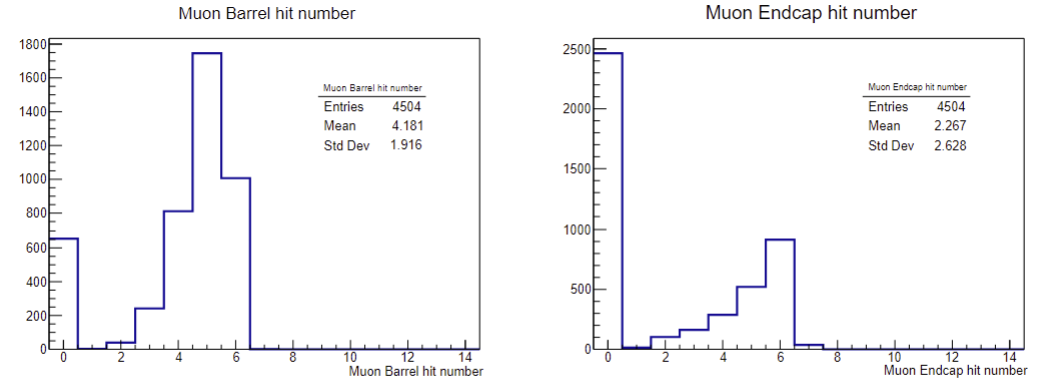 Muon Barrel hit number
1800
1600
1400
1200
1000
800
600
400
200
0
0 2 4 6 8 10 12 14
Muon Barrel hit number
Muon Barrel hit number
Entries 4504
Mean 4.181
Std Dev 1.916
Muon Endcap hit number
2500
2000
1500
1000
500
0
0 2 4 6 8 10 12 14
Muon Endcap hit number
Muon Endcap hit number
Entries 4504
Mean 2.267
Std Dev 2.628